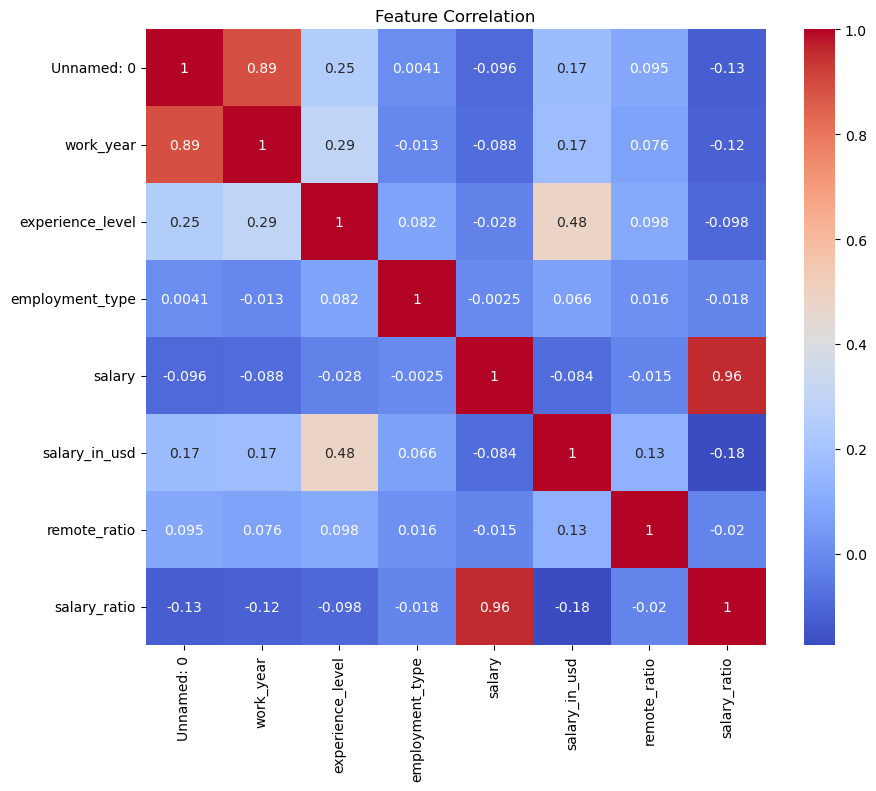 Feature Correlation
Unnamed: 0 1 0.89 0.25 0.0041 -0.096 0.17 0.095 -0.13
work_year 0.89 1 0.29 -0.013 -0.088 0.17 0.076 -0.12
experience_level 0.25 0.29 1 0.082 -0.028 0.48 0.098 -0.098
employment_type 0.0041 -0.013 0.082 1 -0.0025 0.066 0.016 -0.018
salary -0.096 -0.088 -0.028 -0.0025 1 -0.084 -0.015 0.96
salary_in_usd 0.17 0.17 0.48 0.066 -0.084 1 0.13 -0.18
remote_ratio 0.095 0.076 0.098 0.016 -0.015 0.13 1 -0.02
salary_ratio -0.13 -0.12 -0.098 -0.018 0.96 -0.18 -0.02 1
Unnamed: 0 work_year experience_level employment_type salary salary_in_usd remote_ratio salary_ratio
1.0
0.8
0.6
0.4
0.2
0.0